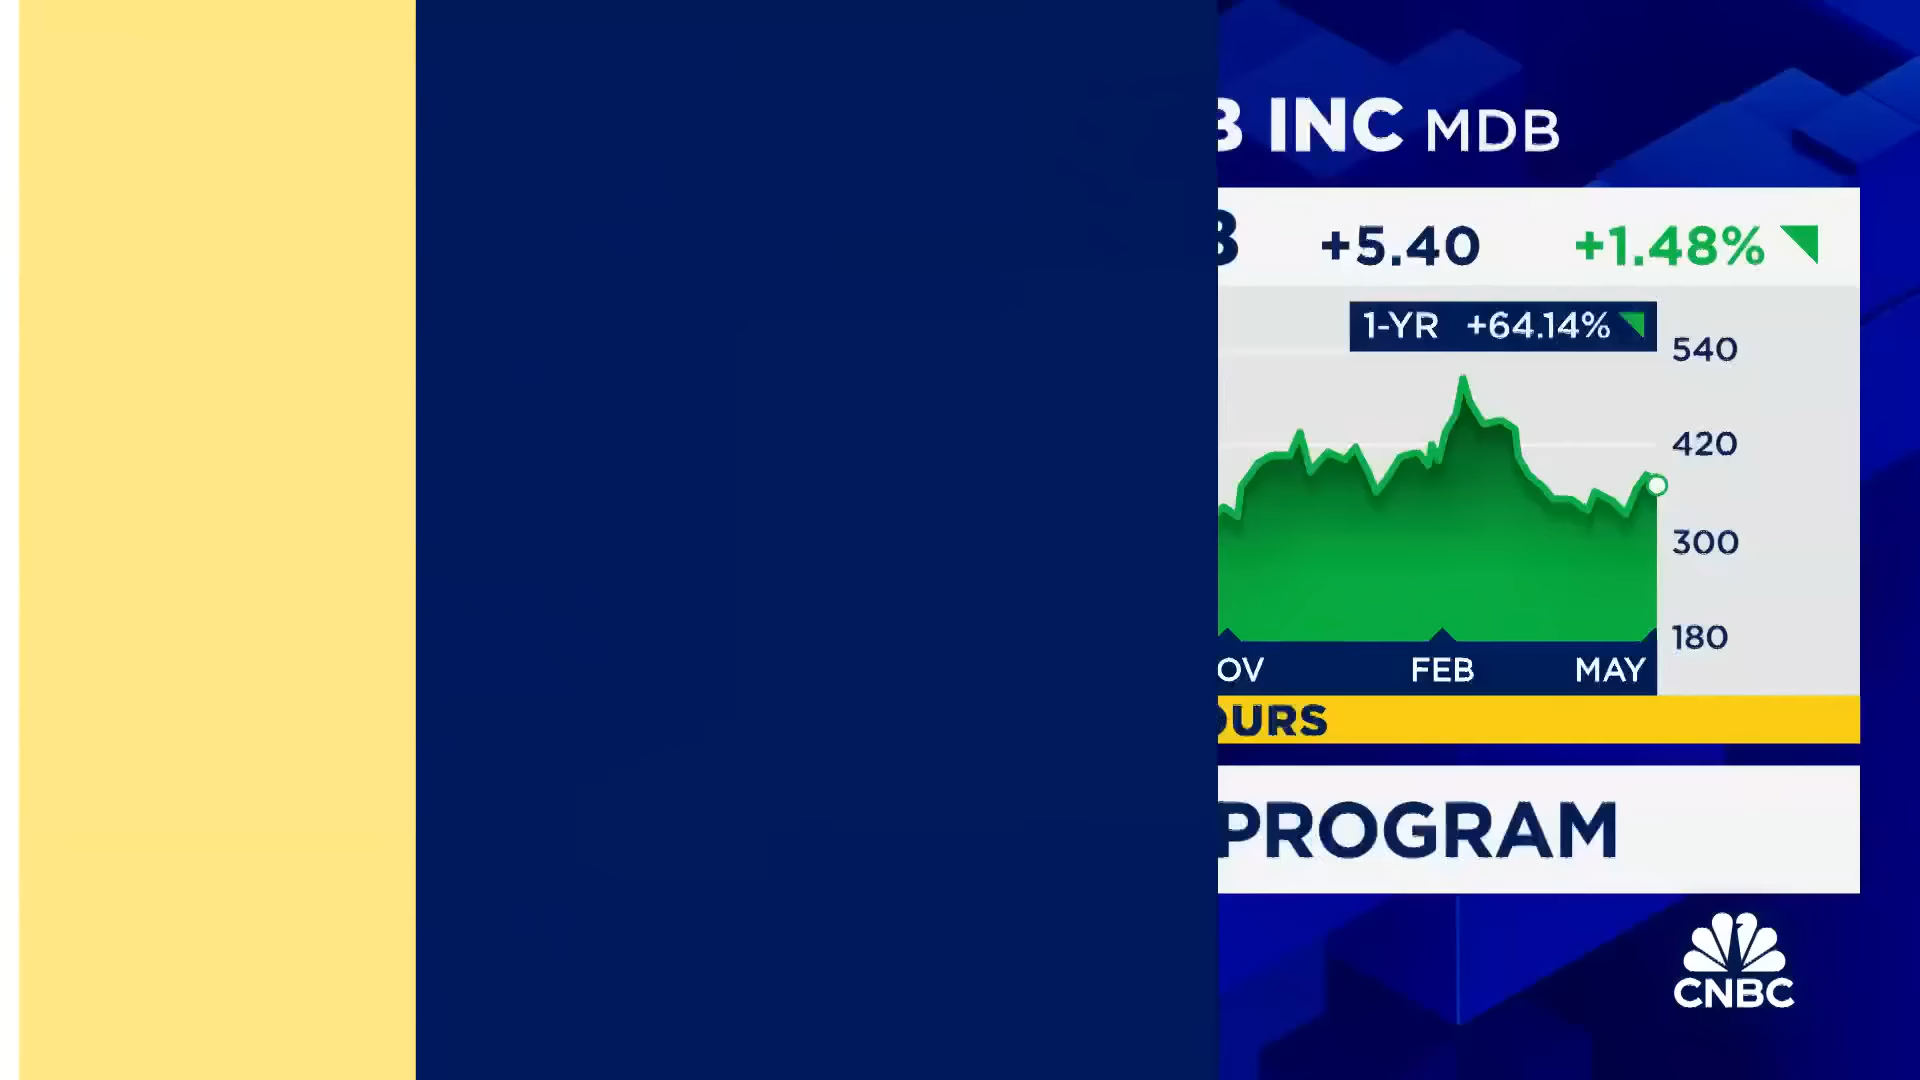 B INC MDB
+5.40 +1.48%
1-YR +64.14%
540
420
300
180
OV FEB MAY
OURS
PROGRAM
CNBC